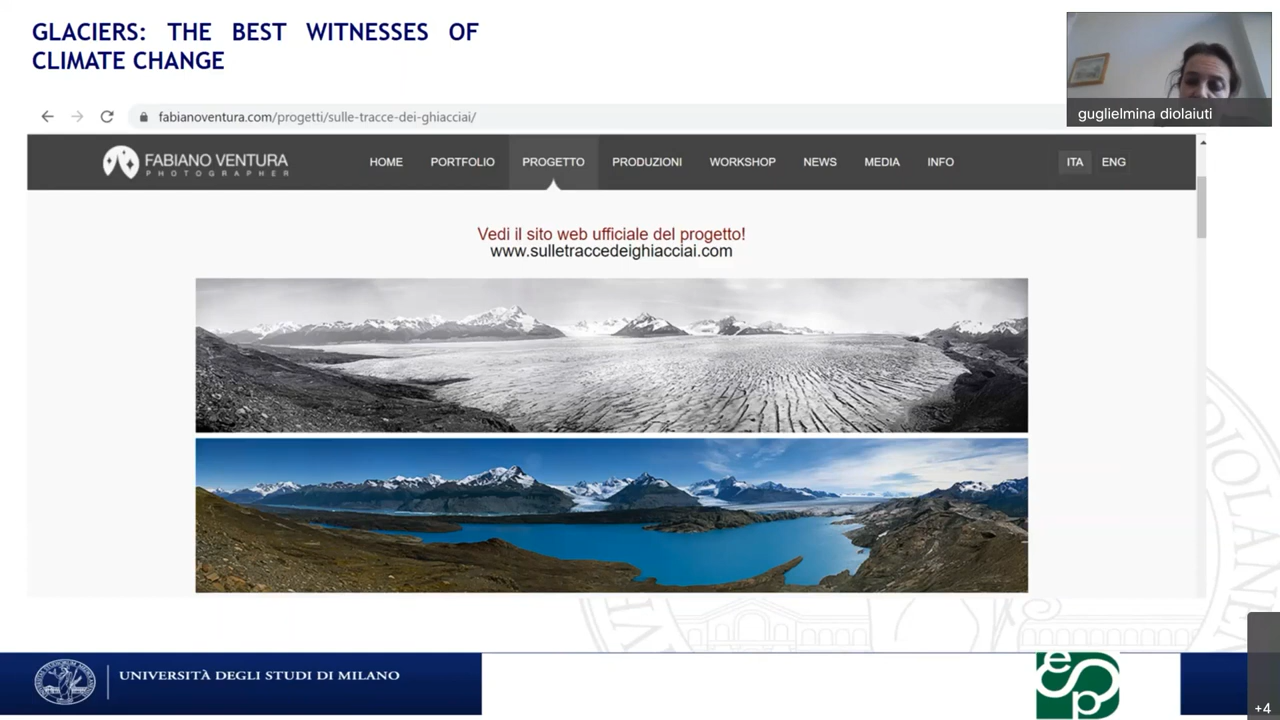 GLACIERS: THE BEST WITNESSES OF
CLIMATE CHANGE
guglielmina diolaiuti
fabianoventura.com/progetti/sulle-tracce-dei-ghiacciai/
FABIANO VENTURA
PHOTOGRAPHER
HOME PORTFOLIO PROGETTO PRODUZIONI WORKSHOP NEWS MEDIA INFO ITA ENG
Vedi il sito web ufficiale del progetto!
www.sulletraccedeighiacciai.com
UNIVERSITÀ DEGLI STUDI DI MILANO
esp
+4